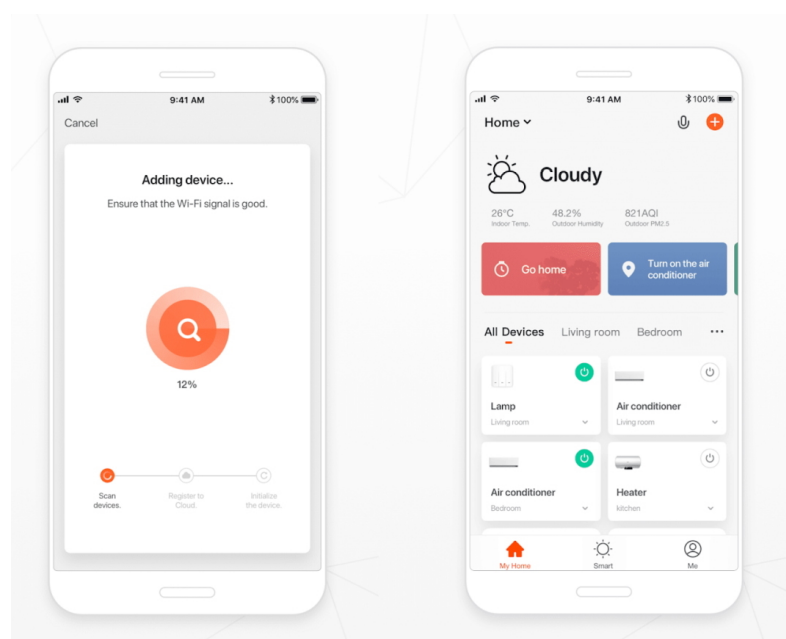 9:41 AM
100%
Cancel
Adding device...
Ensure that the Wi-Fi signal is good.
12%
Scan
devices.
Register to
Cloud.
Initialize
the device.
9:41 AM
100%
Home
Cloudy
26°C
48.2%
821AQI
Indoor Temp.
Outdoor Humidity
Outdoor PM2.5
Go home
Turn on the air
conditioner
All Devices
Living room
Bedroom
Lamp
Living room
Air conditioner
Living room
Air conditioner
Bedroom
Heater
kitchen
My Home
Smart
Me